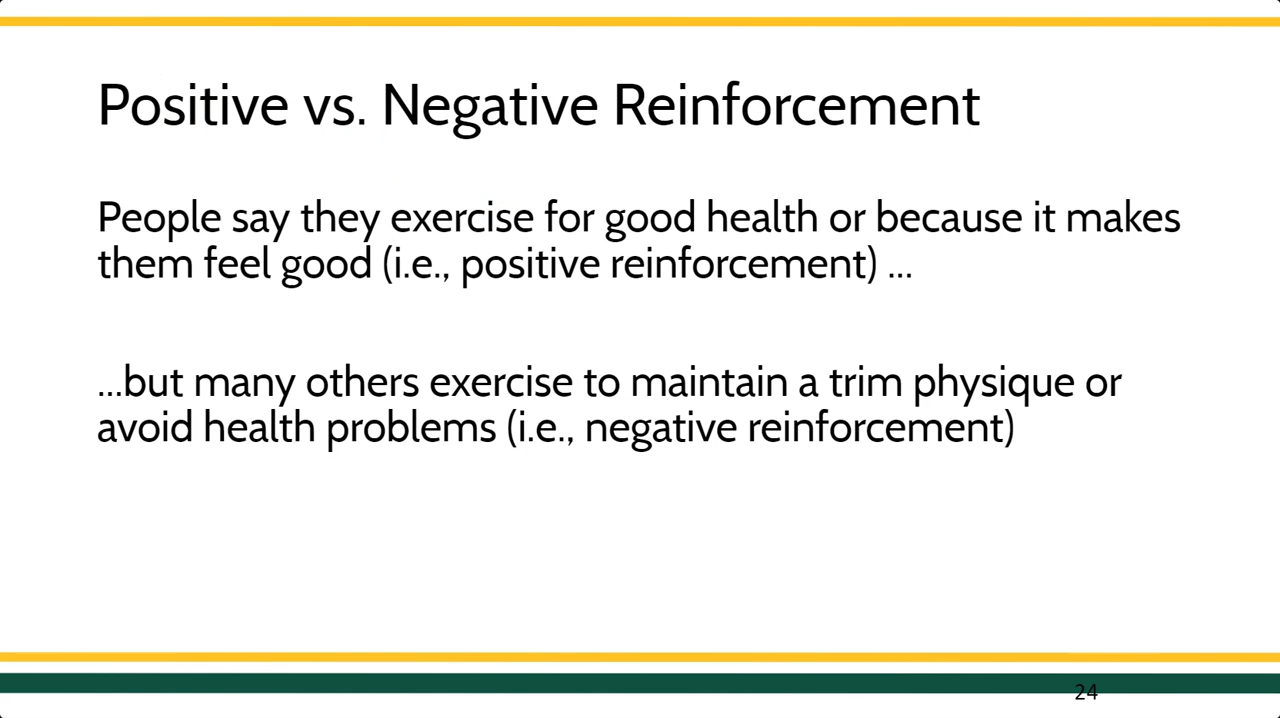 Positive vs. Negative Reinforcement
People say they exercise for good health or because it makes
them feel good (i.e., positive reinforcement) ...
...but many others exercise to maintain a trim physique or
avoid health problems (i.e., negative reinforcement)
24